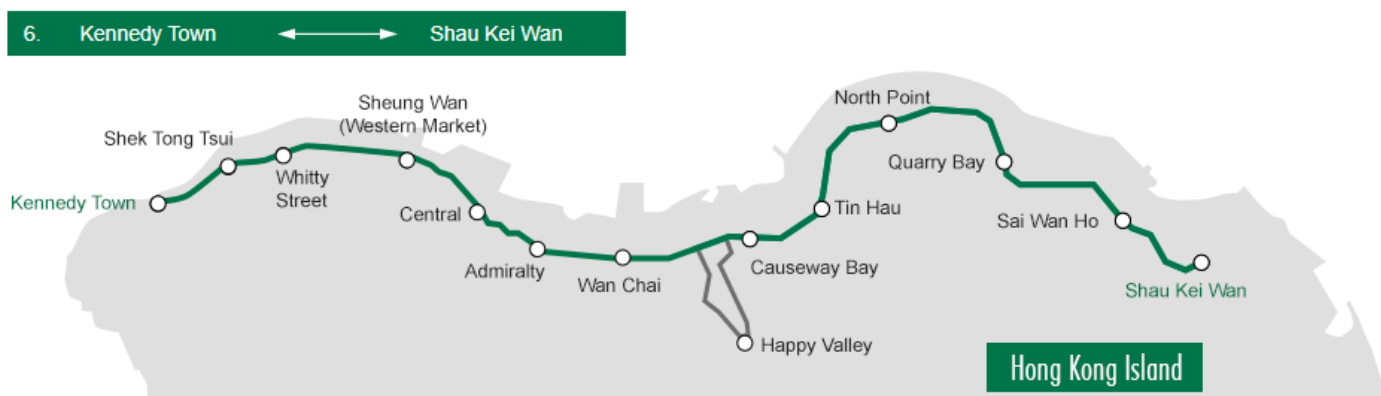 6. Kennedy Town Shau Kei Wan
Sheung Wan
(Western Market)
North Point
Shek Tong Tsui
Quarry Bay
Whitty
Street
Kennedy Town
Central
Tin Hau
Sai Wan Ho
Admiralty
Wan Chai
Causeway Bay
Shau Kei Wan
Happy Valley
Hong Kong Island